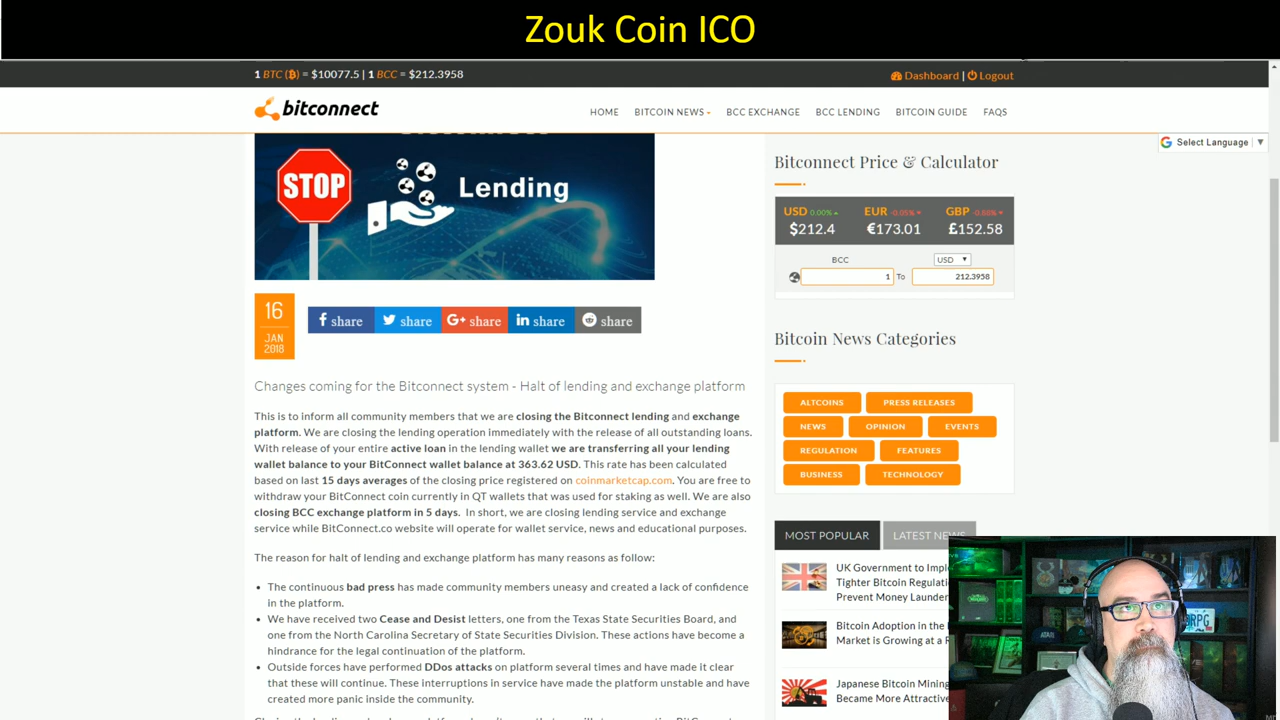 Zouk Coin ICO
1 BTC (₿) = $10077.5 | 1 BCC = $212.3958
Dashboard | Logout
bitconnect
HOME BITCOIN NEWS BCC EXCHANGE BCC LENDING BITCOIN GUIDE FAQS
Select Language
STOP
Lending
16
JAN
2018
share share share share share
Changes coming for the Bitconnect system - Halt of lending and exchange platform
This is to inform all community members that we are closing the Bitconnect lending and exchange
platform. We are closing the lending operation immediately with the release of all outstanding loans.
With release of your entire active loan in the lending wallet we are transferring all your lending
wallet balance to your BitConnect wallet balance at 363.62 USD. This rate has been calculated
based on last 15 days averages of the closing price registered on coinmarketcap.com. You are free to
withdraw your BitConnect coin currently in QT wallets that was used for staking as well. We are also
closing BCC exchange platform in 5 days. In short, we are closing lending service and exchange
service while BitConnect.co website will operate for wallet service, news and educational purposes.
The reason for halt of lending and exchange platform has many reasons as follow:
• The continuous bad press has made community members uneasy and created a lack of confidence
in the platform.
• We have received two Cease and Desist letters, one from the Texas State Securities Board, and
one from the North Carolina Secretary of State Securities Division. These actions have become a
hindrance for the legal continuation of the platform.
• Outside forces have performed DDos attacks on platform several times and have made it clear
that these will continue. These interruptions in service have made the platform unstable and have
created more panic inside the community.
Bitconnect Price & Calculator
USD 0.00% EUR -0.05% GBP -0.88%
$212.4 €173.01 £152.58
BCC USD
1 To 212.3958
Bitcoin News Categories
ALTCOINS PRESS RELEASES
NEWS OPINION EVENTS
REGULATION FEATURES
BUSINESS TECHNOLOGY
MOST POPULAR LATEST NEWS
UK Government to Impl
Tighter Bitcoin Regulati
Prevent Money Launder
Bitcoin Adoption in the
Market is Growing at a R
Japanese Bitcoin Mining
Became More Attractive
ATARI
RPG